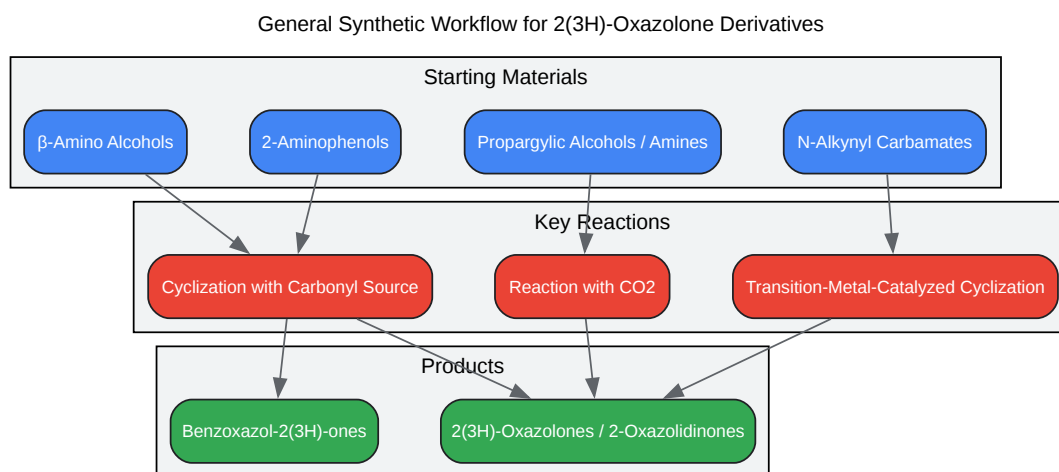 General Synthetic Workflow for 2(3H)-Oxazolone Derivatives
Starting Materials
β-Amino Alcohols
2-Aminophenols
Propargylic Alcohols / Amines
N-Alkynyl Carbamates
Key Reactions
Cyclization with Carbonyl Source
Reaction with CO2
Transition-Metal-Catalyzed Cyclization
Products
Benzoxazol-2(3H)-ones
2(3H)-Oxazolones / 2-Oxazolidinones